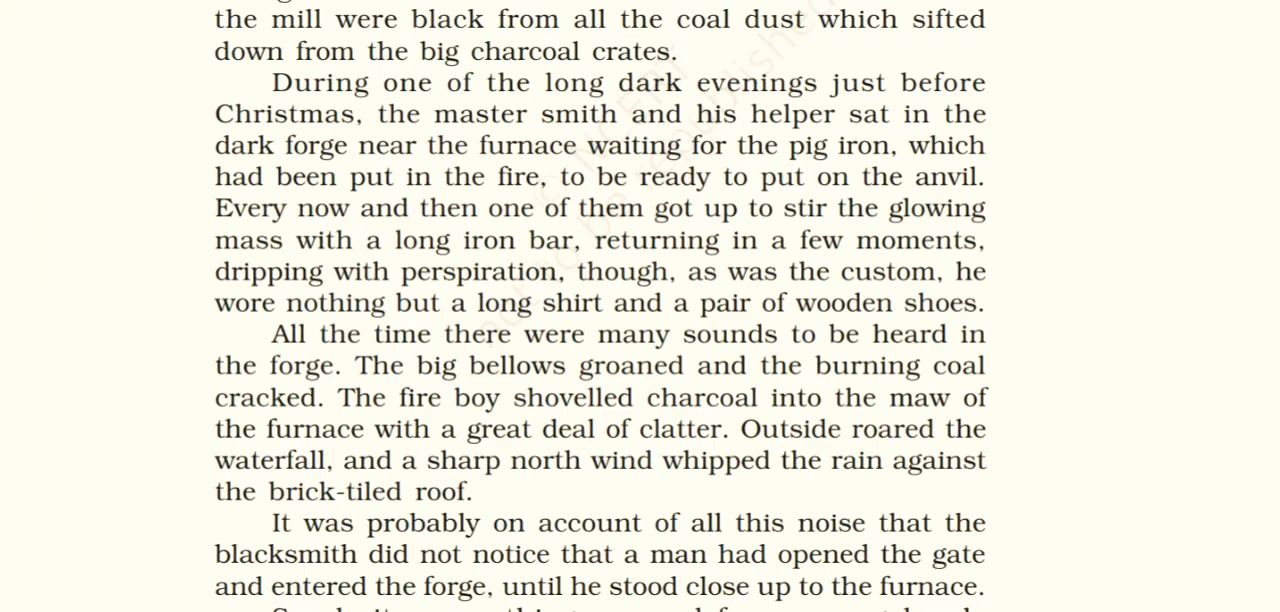 the mill were black from all the coal dust which sifted
down from the big charcoal crates.
During one of the long dark evenings just before
Christmas, the master smith and his helper sat in the
dark forge near the furnace waiting for the pig iron, which
had been put in the fire, to be ready to put on the anvil.
Every now and then one of them got up to stir the glowing
mass with a long iron bar, returning in a few moments,
dripping with perspiration, though, as was the custom, he
wore nothing but a long shirt and a pair of wooden shoes.
All the time there were many sounds to be heard in
the forge. The big bellows groaned and the burning coal
cracked. The fire boy shovelled charcoal into the maw of
the furnace with a great deal of clatter. Outside roared the
waterfall, and a sharp north wind whipped the rain against
the brick-tiled roof.
It was probably on account of all this noise that the
blacksmith did not notice that a man had opened the gate
and entered the forge, until he stood close up to the furnace.
© NCERT
not to be republished